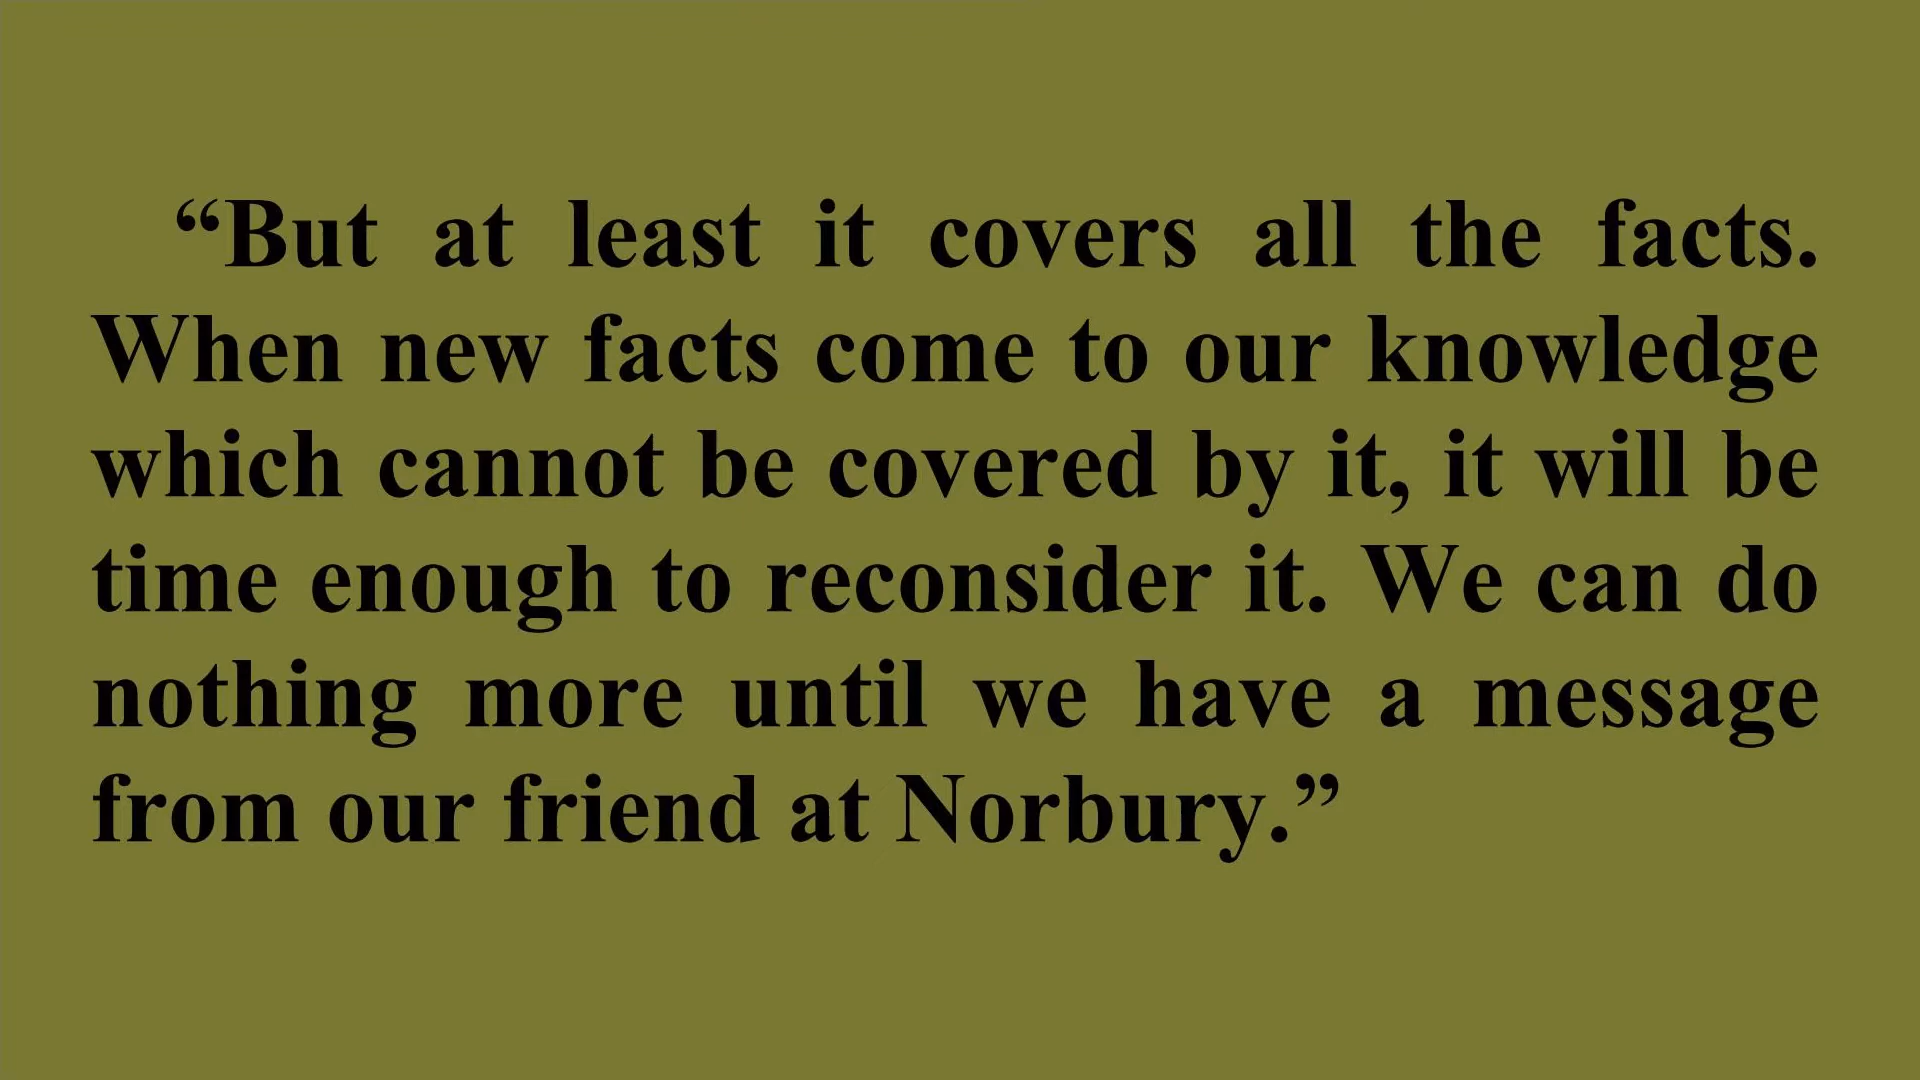 “But at least it covers all the facts.
When new facts come to our knowledge
which cannot be covered by it, it will be
time enough to reconsider it. We can do
nothing more until we have a message
from our friend at Norbury.”